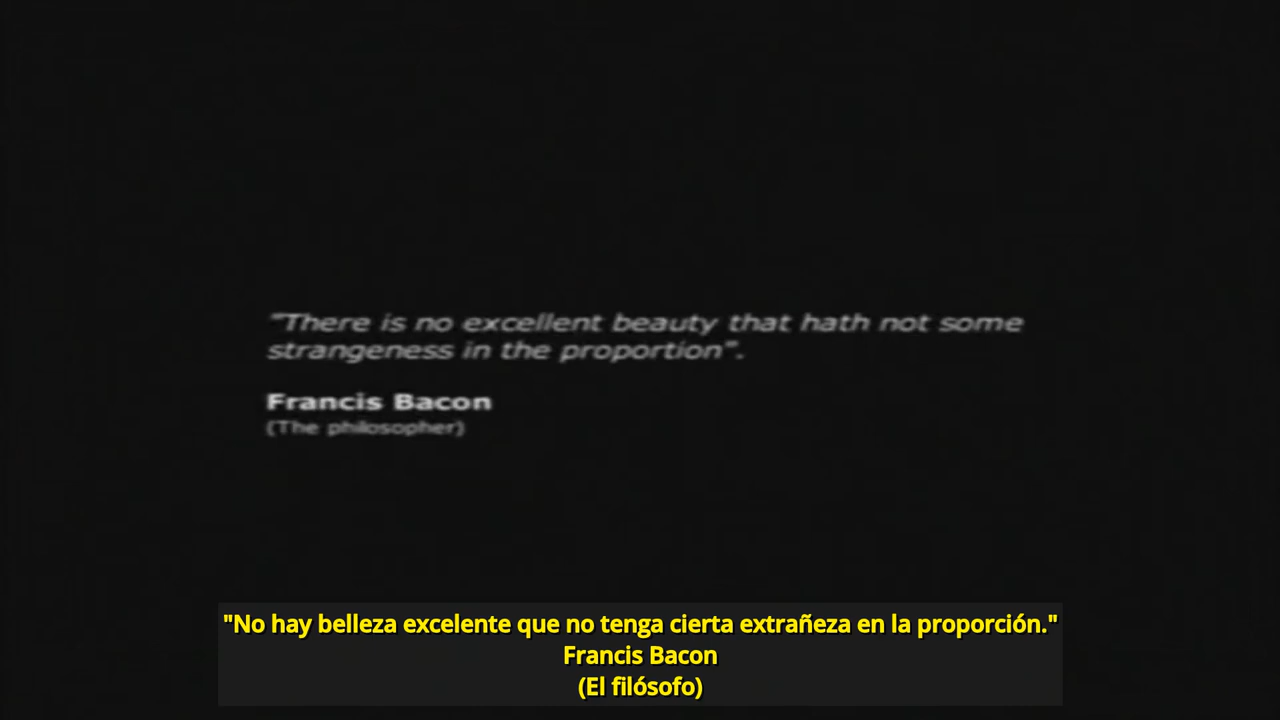 "There is no excellent beauty that hath not some
strangeness in the proportion".
Francis Bacon
(The philosopher)
"No hay belleza excelente que no tenga cierta extrañeza en la proporción."
Francis Bacon
(El filósofo)